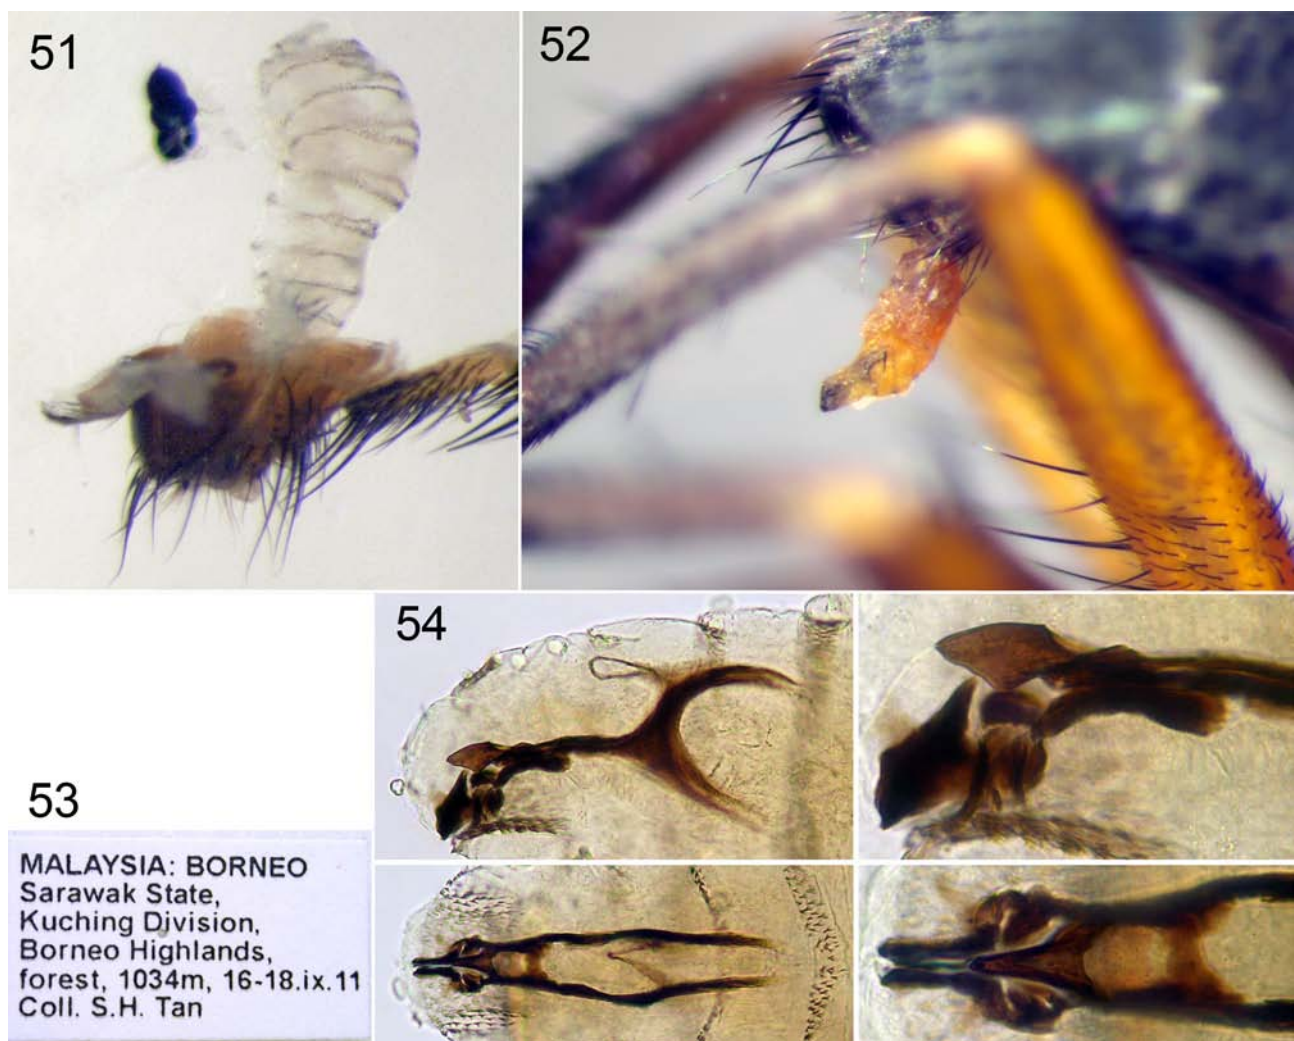 51
52
54
53
MALAYSIA: BORNEO
Sarawak State,
Kuching Division,
Borneo Highlands,
forest, 1034m, 16-18.ix.11
Coll. S.H. Tan